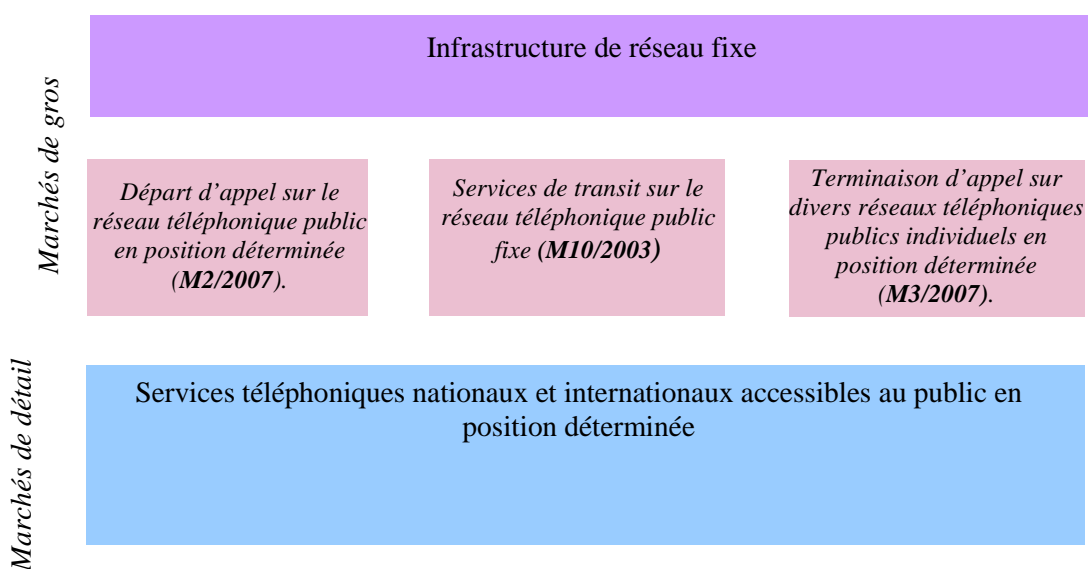 Infrastructure de réseau fixe
Marchés de gros
Départ d'appel sur le
réseau téléphonique public
en position déterminée
(M2/2007).
Services de transit sur le
réseau téléphonique public
fixe (M10/2003)
Terminaison d'appel sur
divers réseaux téléphoniques
publics individuels en
position déterminée
(M3/2007).
Marchés de détail
Services téléphoniques nationaux et internationaux accessibles au public en
position déterminée